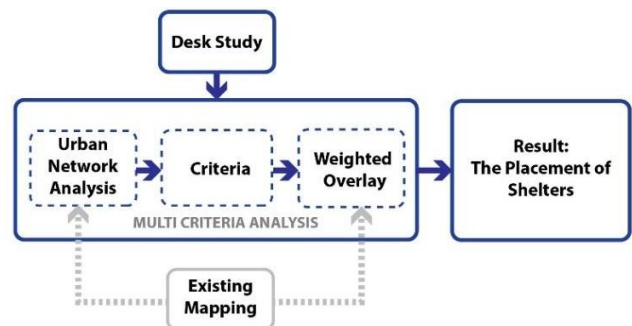 Desk Study
Urban
Network
Analysis
Criteria
Weighted
Overlay
MULTI CRITERIA ANALYSIS
Result:
The Placement of
Shelters
Existing
Mapping